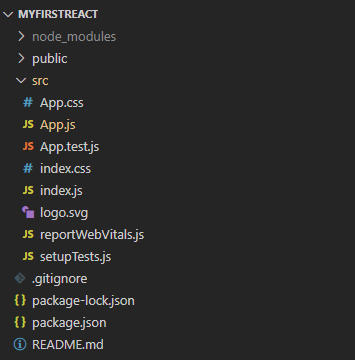 MYFIRSTREACT
node_modules
public
src
# App.css
JS App.js
JS App.test.js
# index.css
JS index.js
logo.svg
JS reportWebVitals.js
JS setupTests.js
.gitignore
{} package-lock.json
{} package.json
README.md